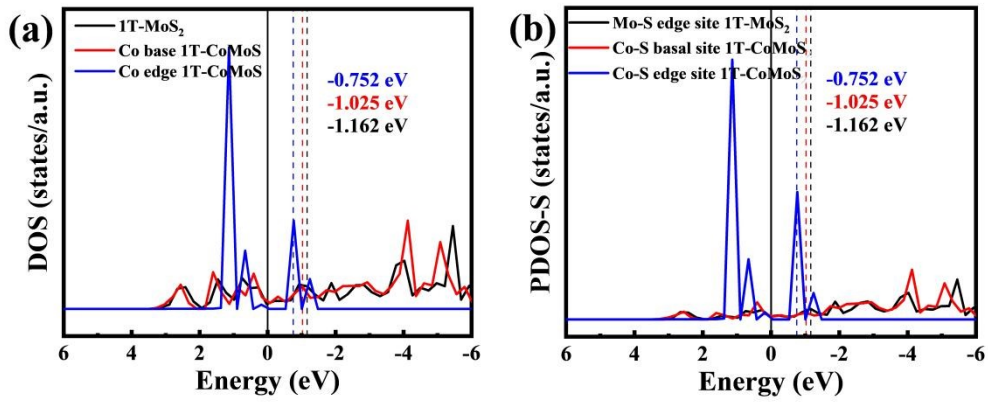 (a)
1T-MoS₂
Co base 1T-CoMoS
Co edge 1T-CoMoS
-0.752 eV
-1.025 eV
-1.162 eV
DOS (states/a.u.)
6 4 2 0 -2 -4 -6
Energy (eV)
(b)
Mo-S edge site 1T-MoS₂
Co-S basal site 1T-CoMoS
Co-S edge site 1T-CoMoS
-0.752 eV
-1.025 eV
-1.162 eV
PDOS-S (states/a.u.)
6 4 2 0 -2 -4 -6
Energy (eV)